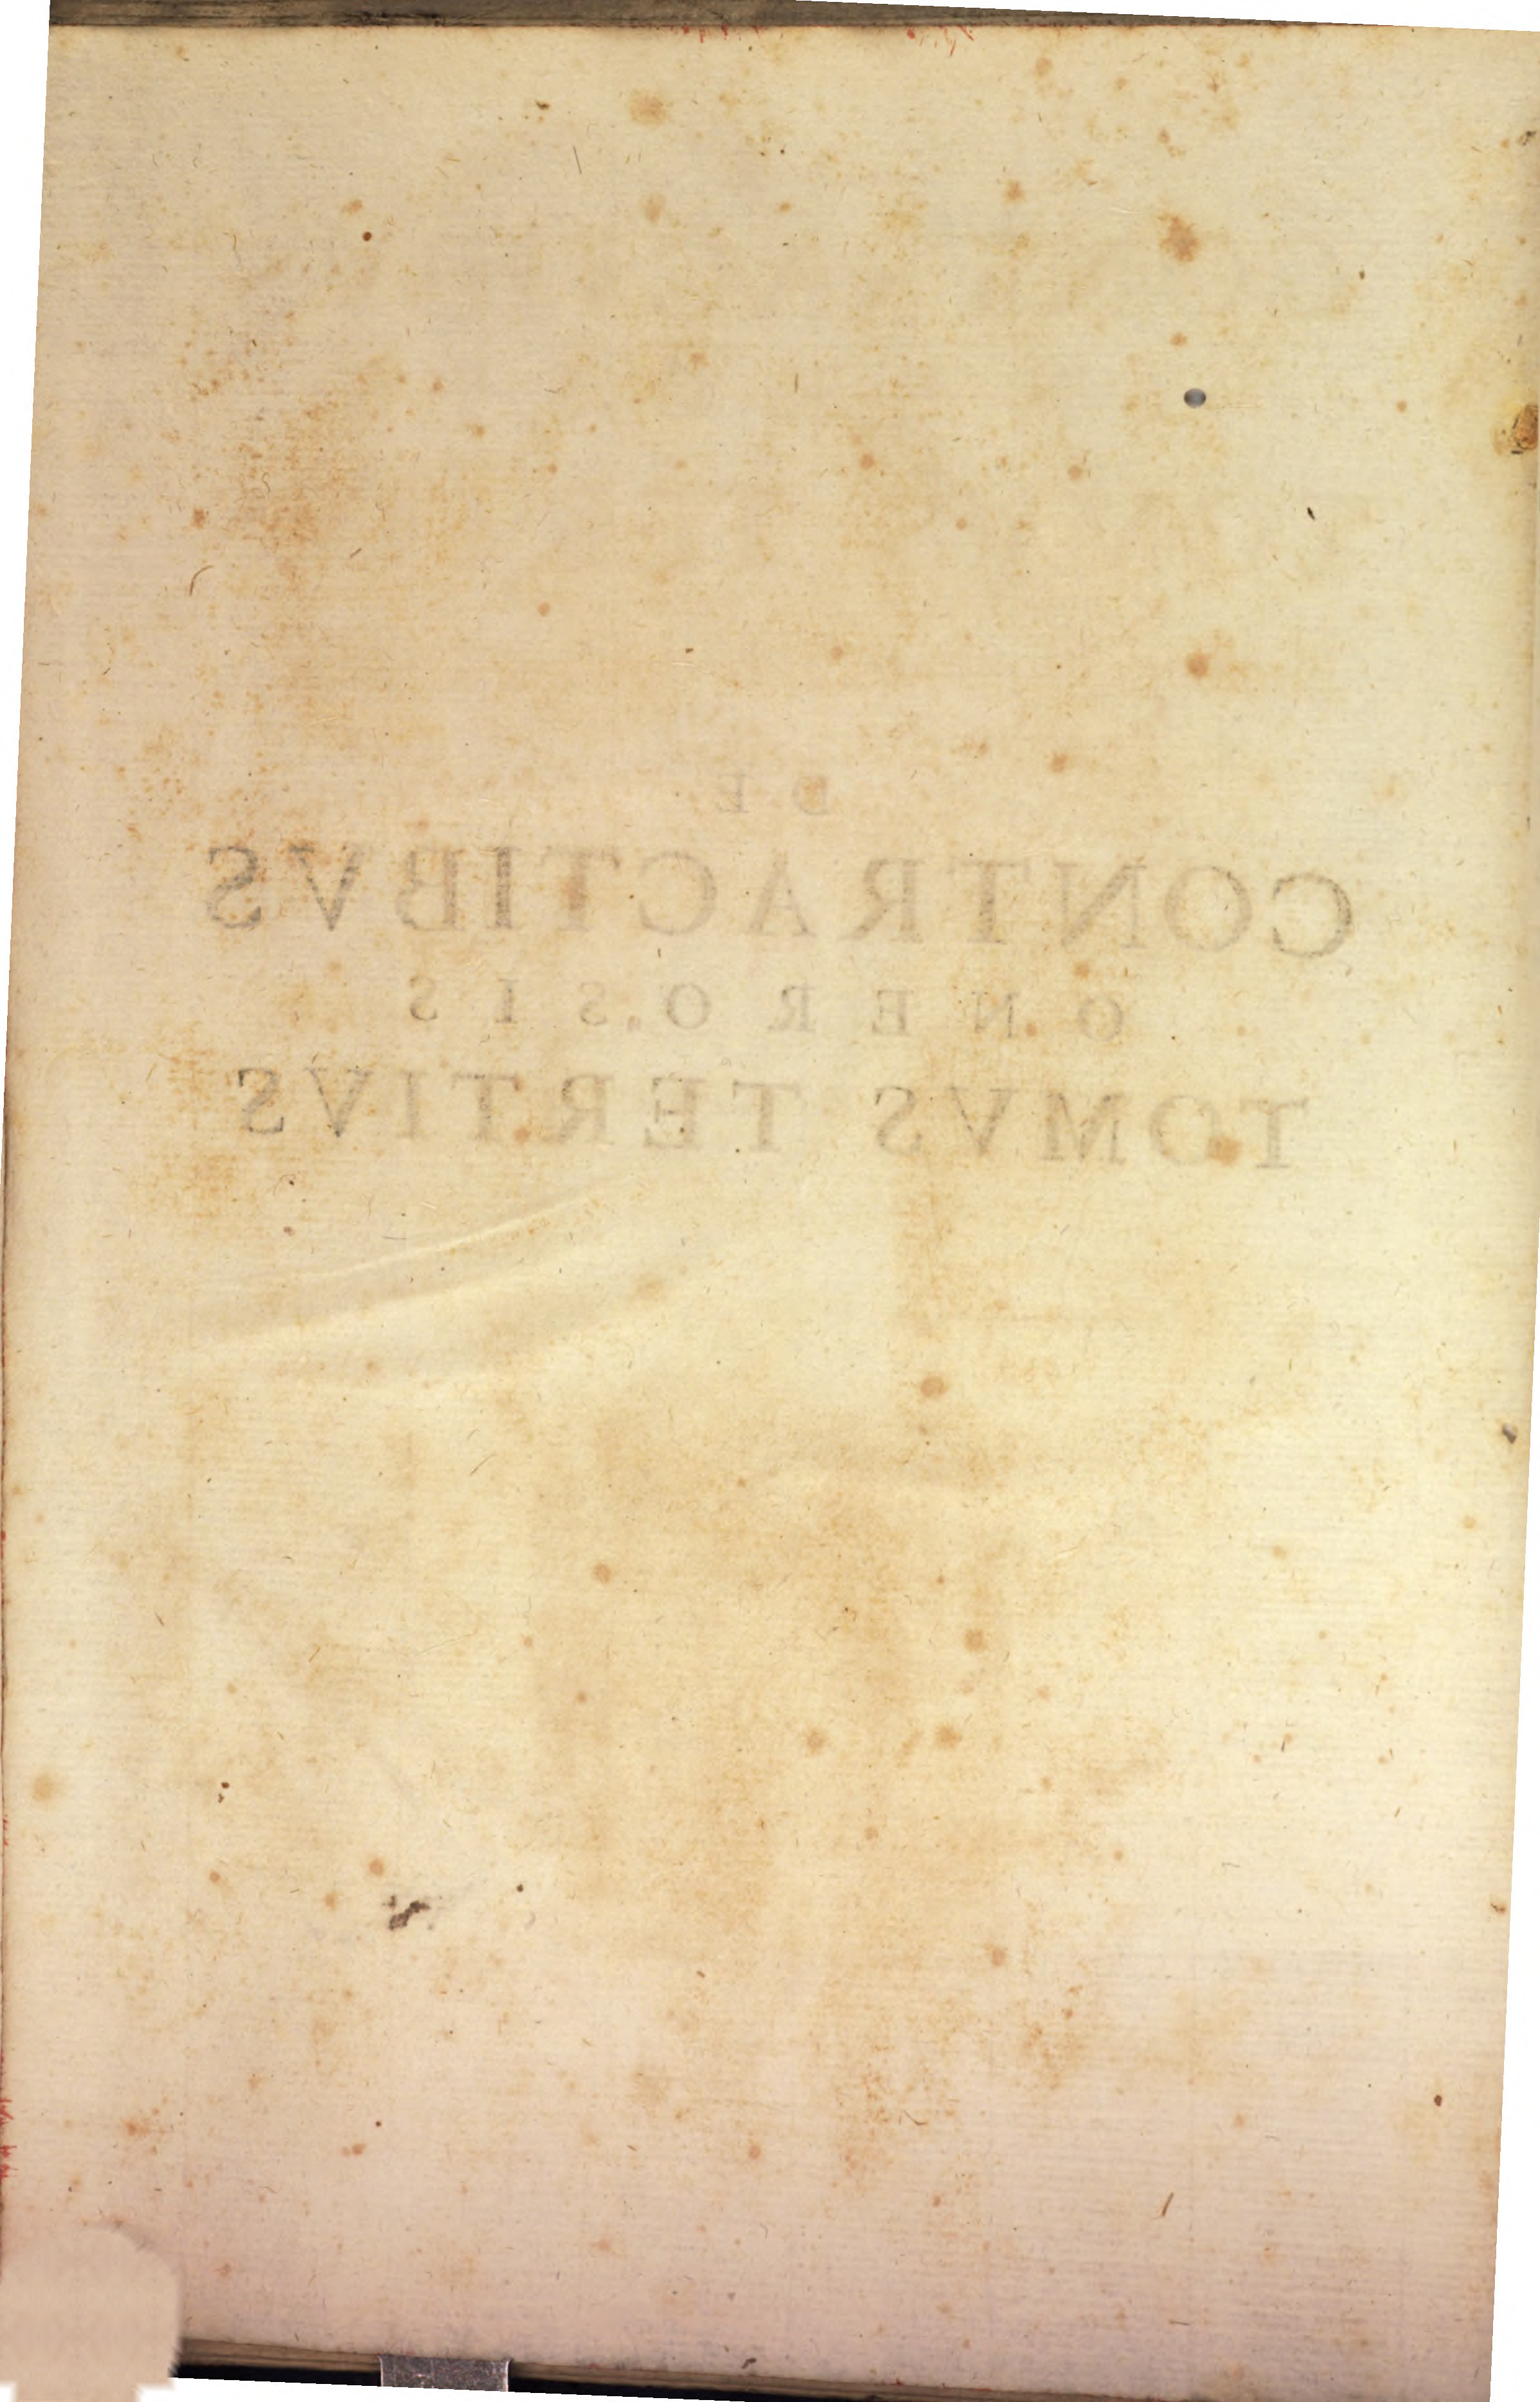 DE
CONTRACTIBVS
ONEROSIS
TOMVS TERTIVS